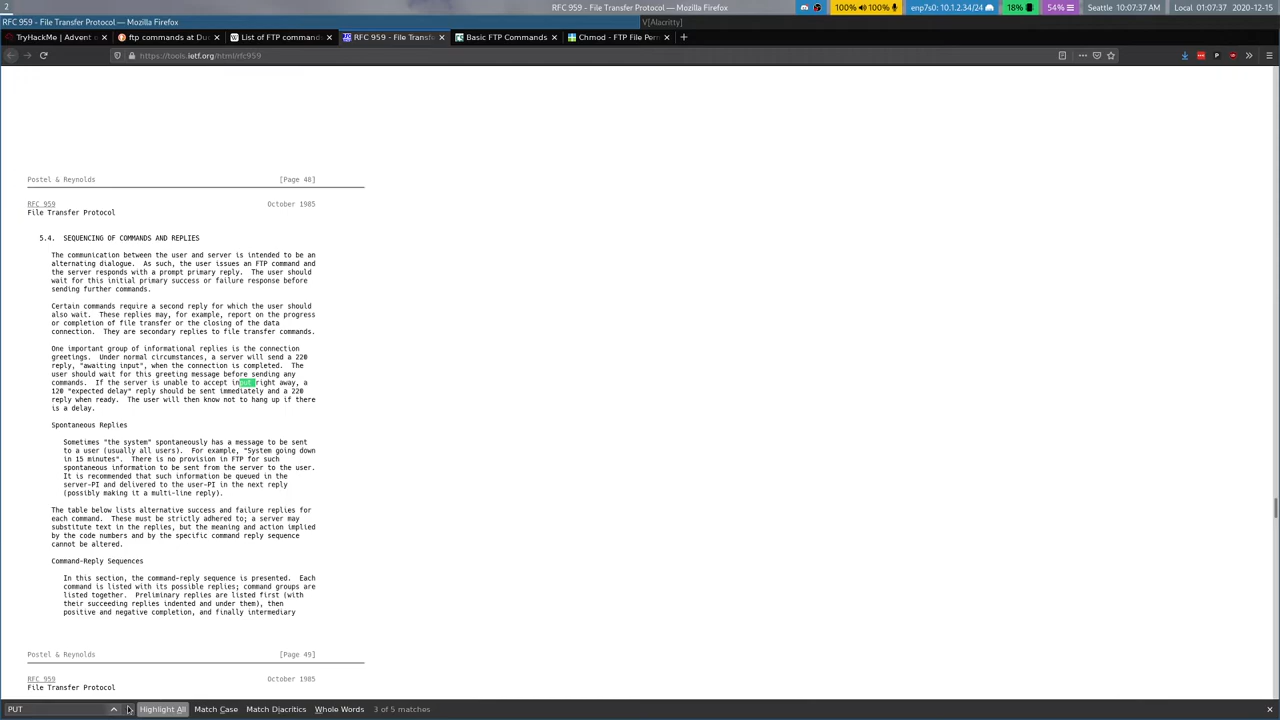 2
RFC 959 - File Transfer Protocol — Mozilla Firefox
100% 100%
enp7s0: 10.1.2.34/24
18%
54%
Seattle 10:07:37 AM
Local 01:07:37
2020-12-15
RFC 959 - File Transfer Protocol — Mozilla Firefox
V[Alacritty]
TryHackMe | Advent o
ftp commands at Du
List of FTP command
RFC 959 - File Transfe
Basic FTP Commands
Chmod - FTP File Per
https://tools.ietf.org/html/rfc959
Postel & Reynolds [Page 48]
RFC 959 October 1985
File Transfer Protocol
5.4. SEQUENCING OF COMMANDS AND REPLIES
The communication between the user and server is intended to be an
alternating dialogue. As such, the user issues an FTP command and
the server responds with a prompt primary reply. The user should
wait for this initial primary success or failure response before
sending further commands.
Certain commands require a second reply for which the user should
also wait. These replies may, for example, report on the progress
or completion of file transfer or the closing of the data
connection. They are secondary replies to file transfer commands.
One important group of informational replies is the connection
greetings. Under normal circumstances, a server will send a 220
reply, "awaiting input", when the connection is completed. The
user should wait for this greeting message before sending any
commands. If the server is unable to accept input right away, a
120 "expected delay" reply should be sent immediately and a 220
reply when ready. The user will then know not to hang up if there
is a delay.
Spontaneous Replies
Sometimes "the system" spontaneously has a message to be sent
to a user (usually all users). For example, "System going down
in 15 minutes". There is no provision in FTP for such
spontaneous information to be sent from the server to the user.
It is recommended that such information be queued in the
server-PI and delivered to the user-PI in the next reply
(possibly making it a multi-line reply).
The table below lists alternative success and failure replies for
each command. These must be strictly adhered to; a server may
substitute text in the replies, but the meaning and action implied
by the code numbers and by the specific command reply sequence
cannot be altered.
Command-Reply Sequences
In this section, the command-reply sequence is presented. Each
command is listed with its possible replies; command groups are
listed together. Preliminary replies are listed first (with
their succeeding replies indented and under them), then
positive and negative completion, and finally intermediary
Postel & Reynolds [Page 49]
RFC 959 October 1985
File Transfer Protocol
PUT
Highlight All
Match Case
Match Diacritics
Whole Words
3 of 5 matches